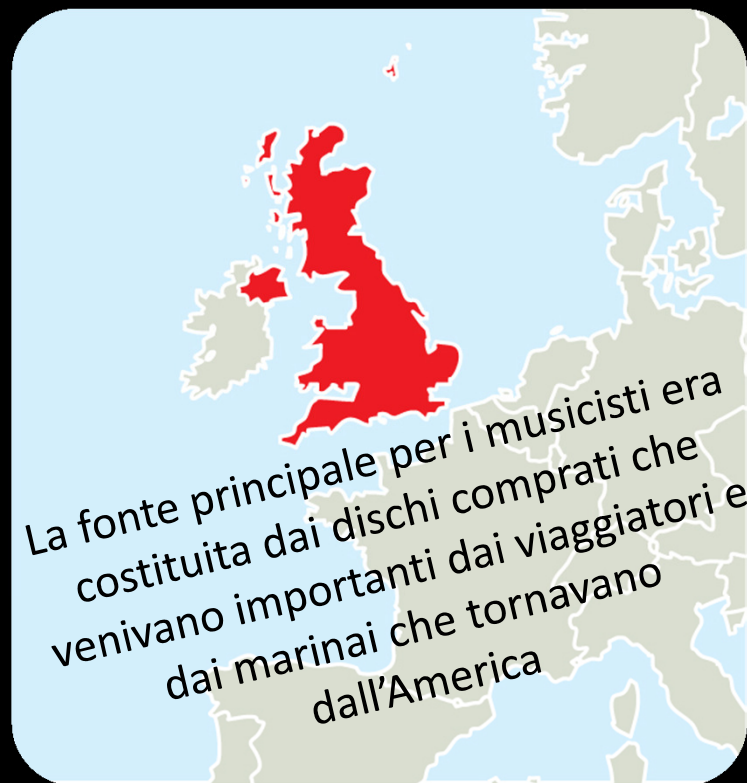 La fonte principale per i musicisti era
costituita dai dischi comprati che
venivano importanti dai viaggiatori e
dai marinai che tornavano
dall’America